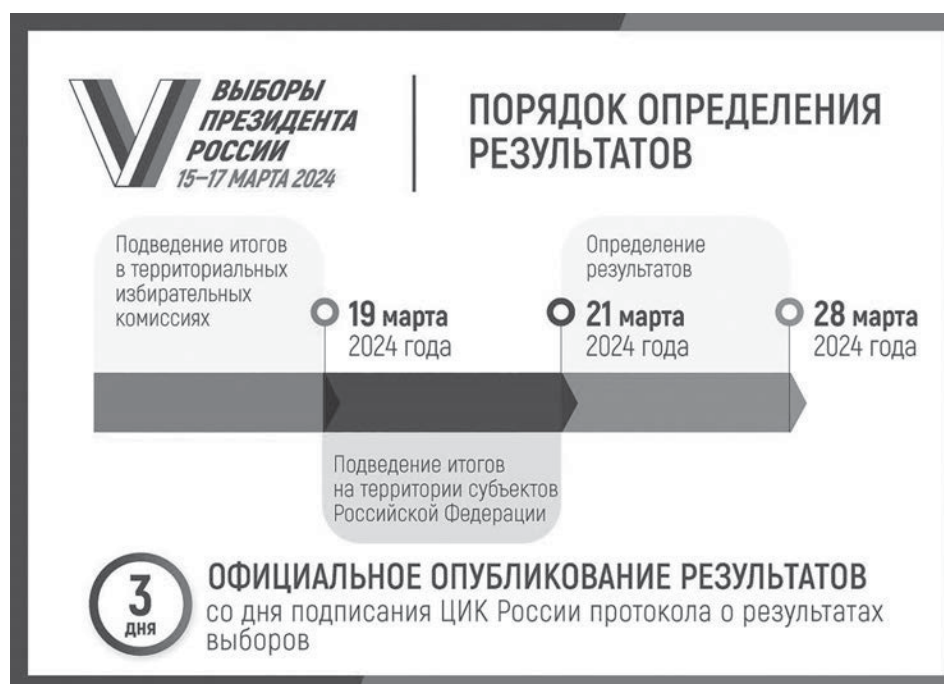 ВЫБОРЫ
ПРЕЗИДЕНТА
РОССИИ
15–17 МАРТА 2024
ПОРЯДОК ОПРЕДЕЛЕНИЯ
РЕЗУЛЬТАТОВ
Подведение итогов
в территориальных
избирательных
комиссиях
19 марта
2024 года
Определение
результатов
21 марта
2024 года
28 марта
2024 года
Подведение итогов
на территории субъектов
Российской Федерации
3
ДНЯ
ОФИЦИАЛЬНОЕ ОПУБЛИКОВАНИЕ РЕЗУЛЬТАТОВ
со дня подписания ЦИК России протокола о результатах
выборов